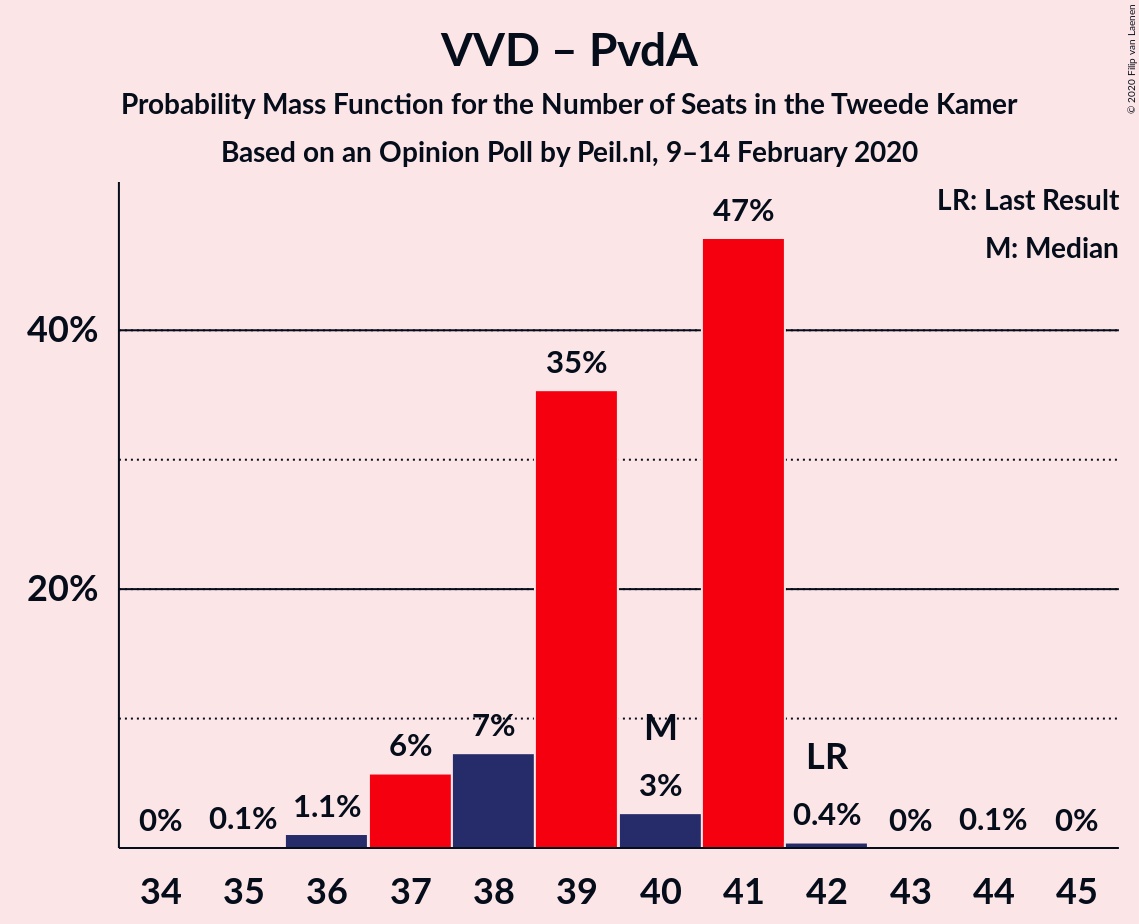 VVD – PvdA
Probability Mass Function for the Number of Seats in the Tweede Kamer
Based on an Opinion Poll by Peil.nl, 9–14 February 2020
© 2020 Filip van Laenen
LR: Last Result
M: Median
47%
40%
35%
20%
M
7%
6%
LR
3%
1.1%
0.4%
0%
0.1%
0%
0.1%
0%
34 35 36 37 38 39 40 41 42 43 44 45